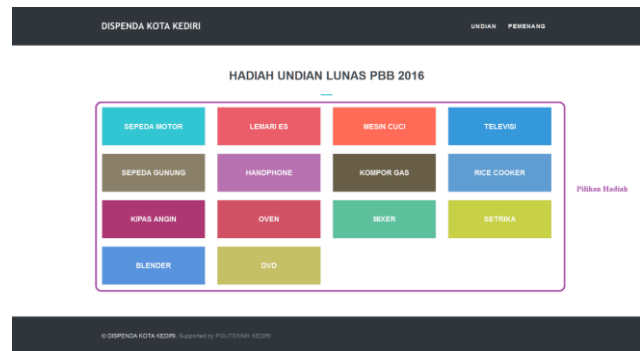 DISPENDA KOTA KEDIRI
UNDIAN PEMENANG
HADIAH UNDIAN LUNAS PBB 2016
SEPEDA MOTOR LEMARI ES MESIN CUCI TELEVISI
SEPEDA GUNUNG HANDPHONE KOMPOR GAS RICE COOKER
Pilihan Hadiah
KIPAS ANGIN OVEN MIXER SETRIKA
BLENDER DVD
© DISPENDA KOTA KEDIRI. Supported by POLITEKNIK KEDIRI